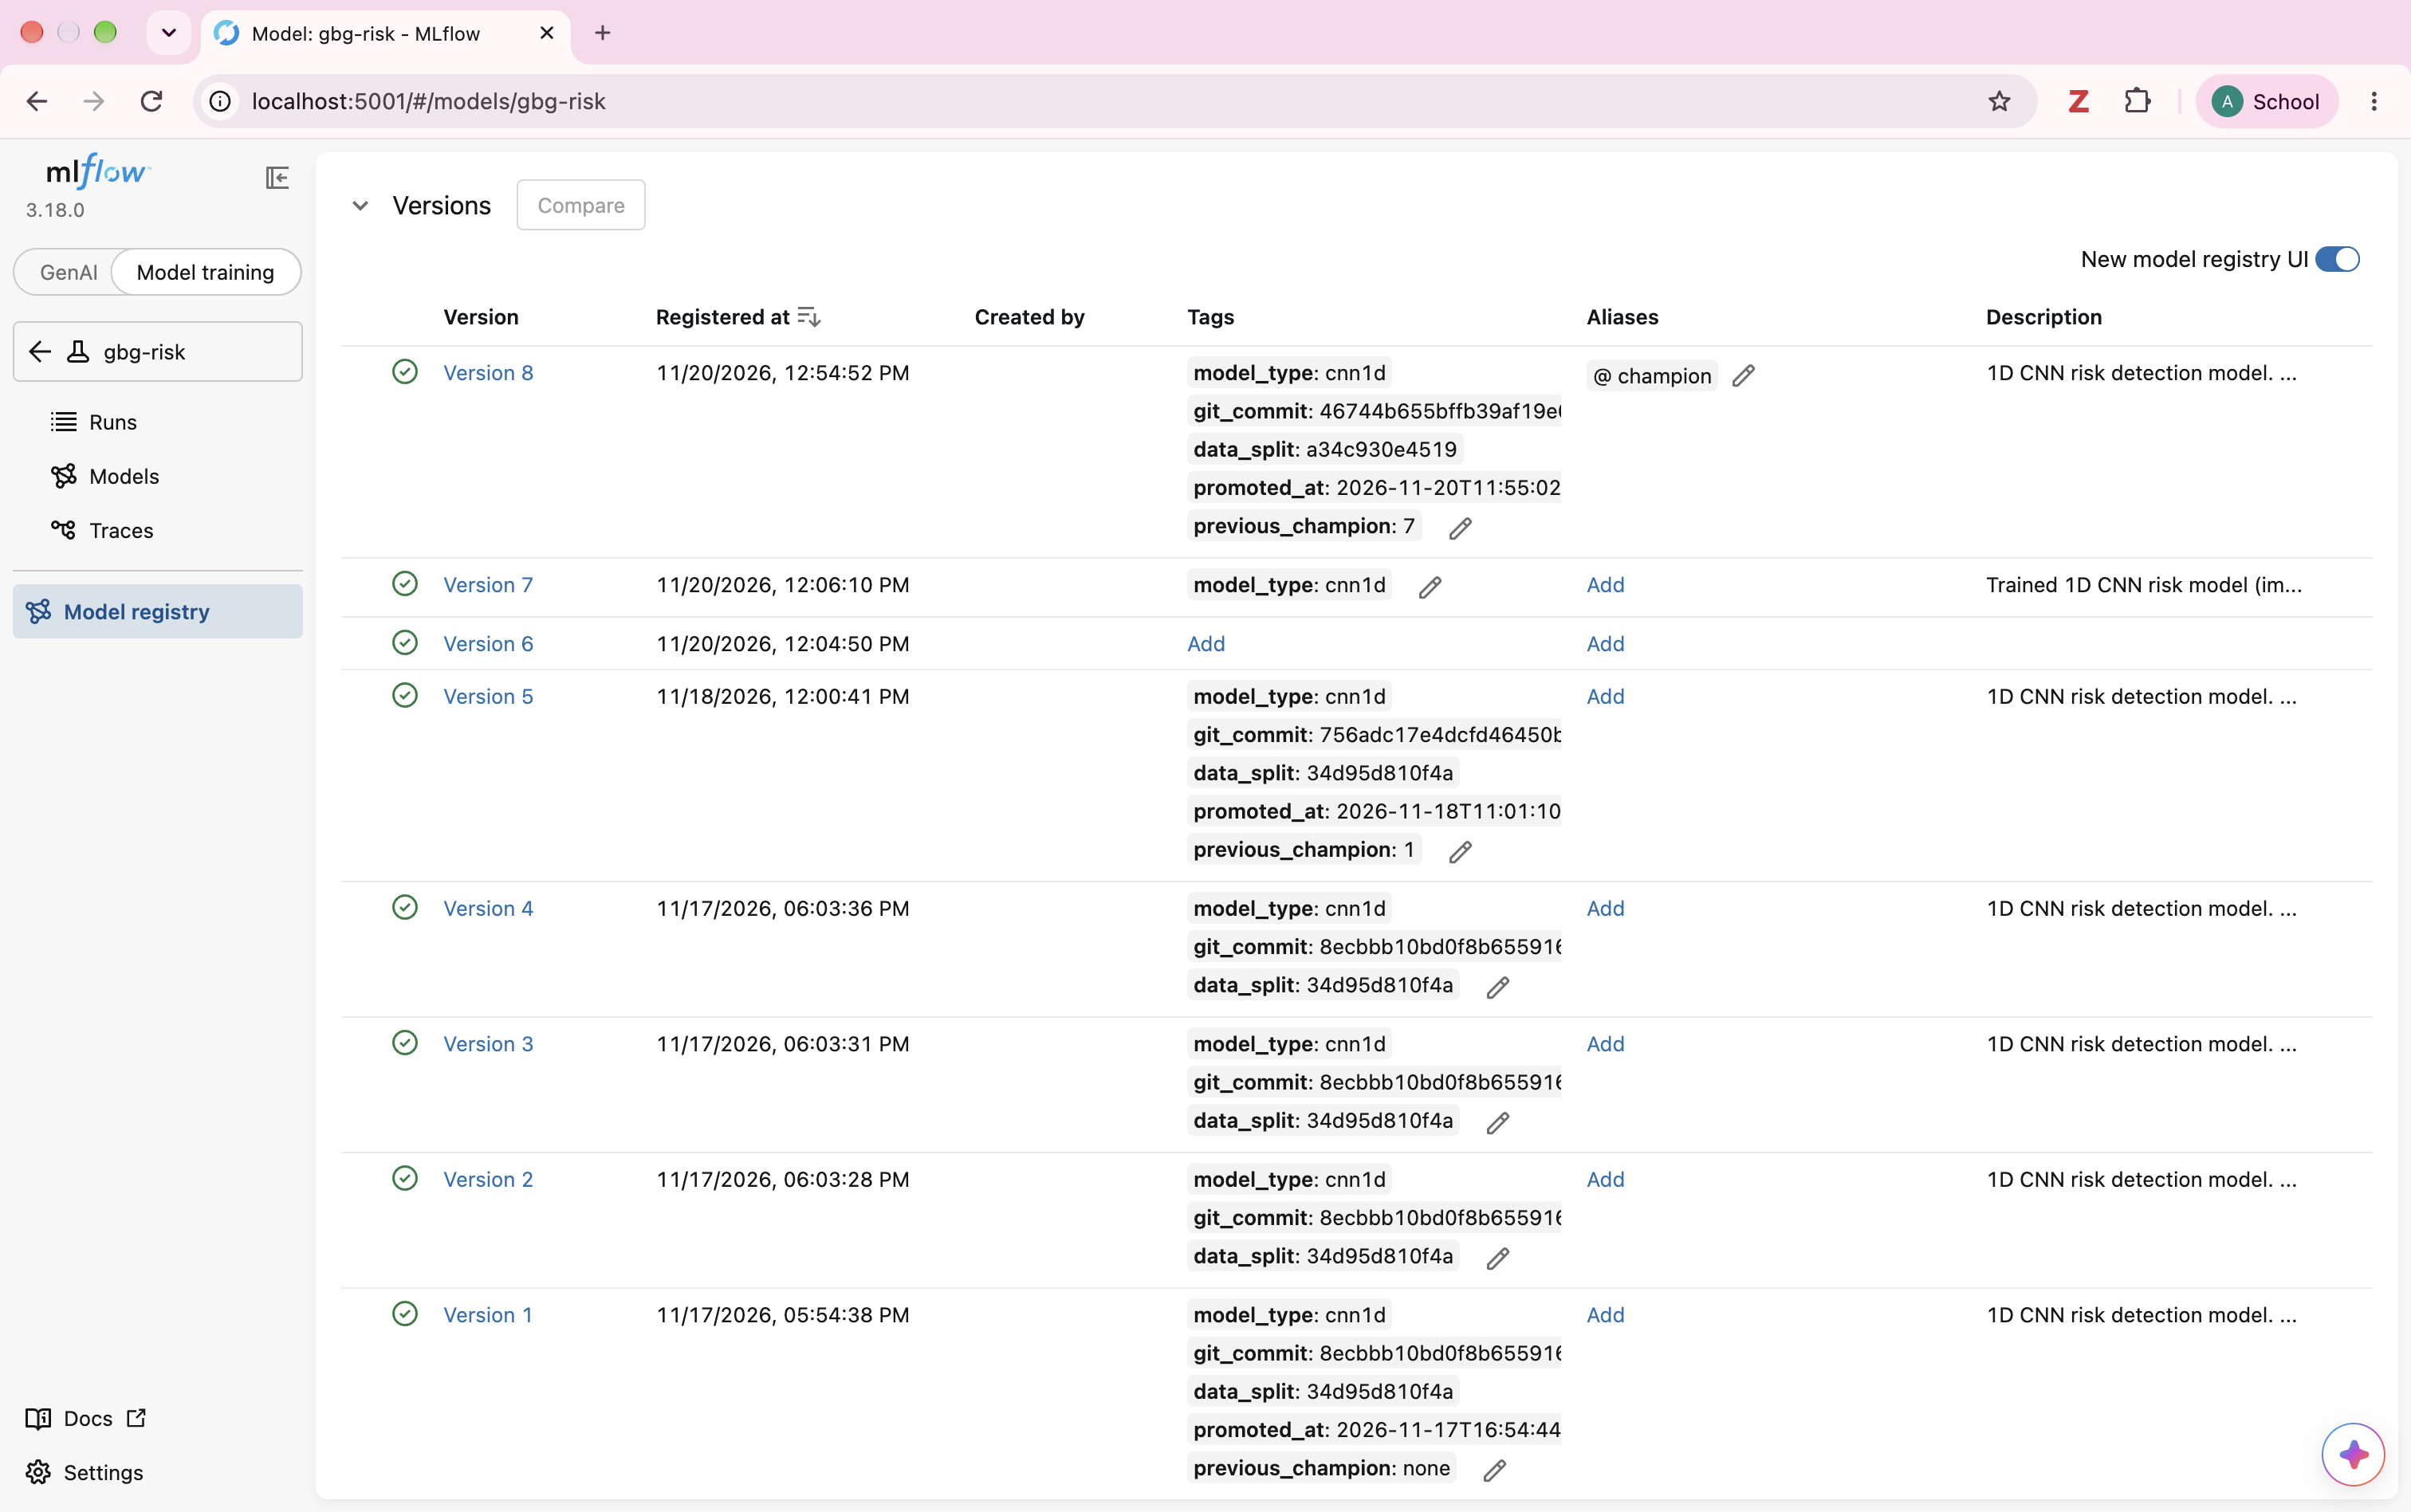 Model: gbg-risk - MLflow
localhost:5001/#/models/gbg-risk
Z
A School
mlflow
3.18.0
GenAI Model training
gbg-risk
Runs
Models
Traces
Model registry
Docs
Settings
Versions Compare
New model registry UI
Version Registered at Created by Tags Aliases Description
Version 8 11/20/2026, 12:54:52 PM model_type: cnn1d @ champion 1D CNN risk detection model. ...
git_commit: 46744b655bffb39af19e
data_split: a34c930e4519
promoted_at: 2026-11-20T11:55:02
previous_champion: 7
Version 7 11/20/2026, 12:06:10 PM model_type: cnn1d Add Trained 1D CNN risk model (im...
Version 6 11/20/2026, 12:04:50 PM Add Add
Version 5 11/18/2026, 12:00:41 PM model_type: cnn1d Add 1D CNN risk detection model. ...
git_commit: 756adc17e4dcfd46450b
data_split: 34d95d810f4a
promoted_at: 2026-11-18T11:01:10
previous_champion: 1
Version 4 11/17/2026, 06:03:36 PM model_type: cnn1d Add 1D CNN risk detection model. ...
git_commit: 8ecbbb10bd0f8b655916
data_split: 34d95d810f4a
Version 3 11/17/2026, 06:03:31 PM model_type: cnn1d Add 1D CNN risk detection model. ...
git_commit: 8ecbbb10bd0f8b655916
data_split: 34d95d810f4a
Version 2 11/17/2026, 06:03:28 PM model_type: cnn1d Add 1D CNN risk detection model. ...
git_commit: 8ecbbb10bd0f8b655916
data_split: 34d95d810f4a
Version 1 11/17/2026, 05:54:38 PM model_type: cnn1d Add 1D CNN risk detection model. ...
git_commit: 8ecbbb10bd0f8b655916
data_split: 34d95d810f4a
promoted_at: 2026-11-17T16:54:44
previous_champion: none